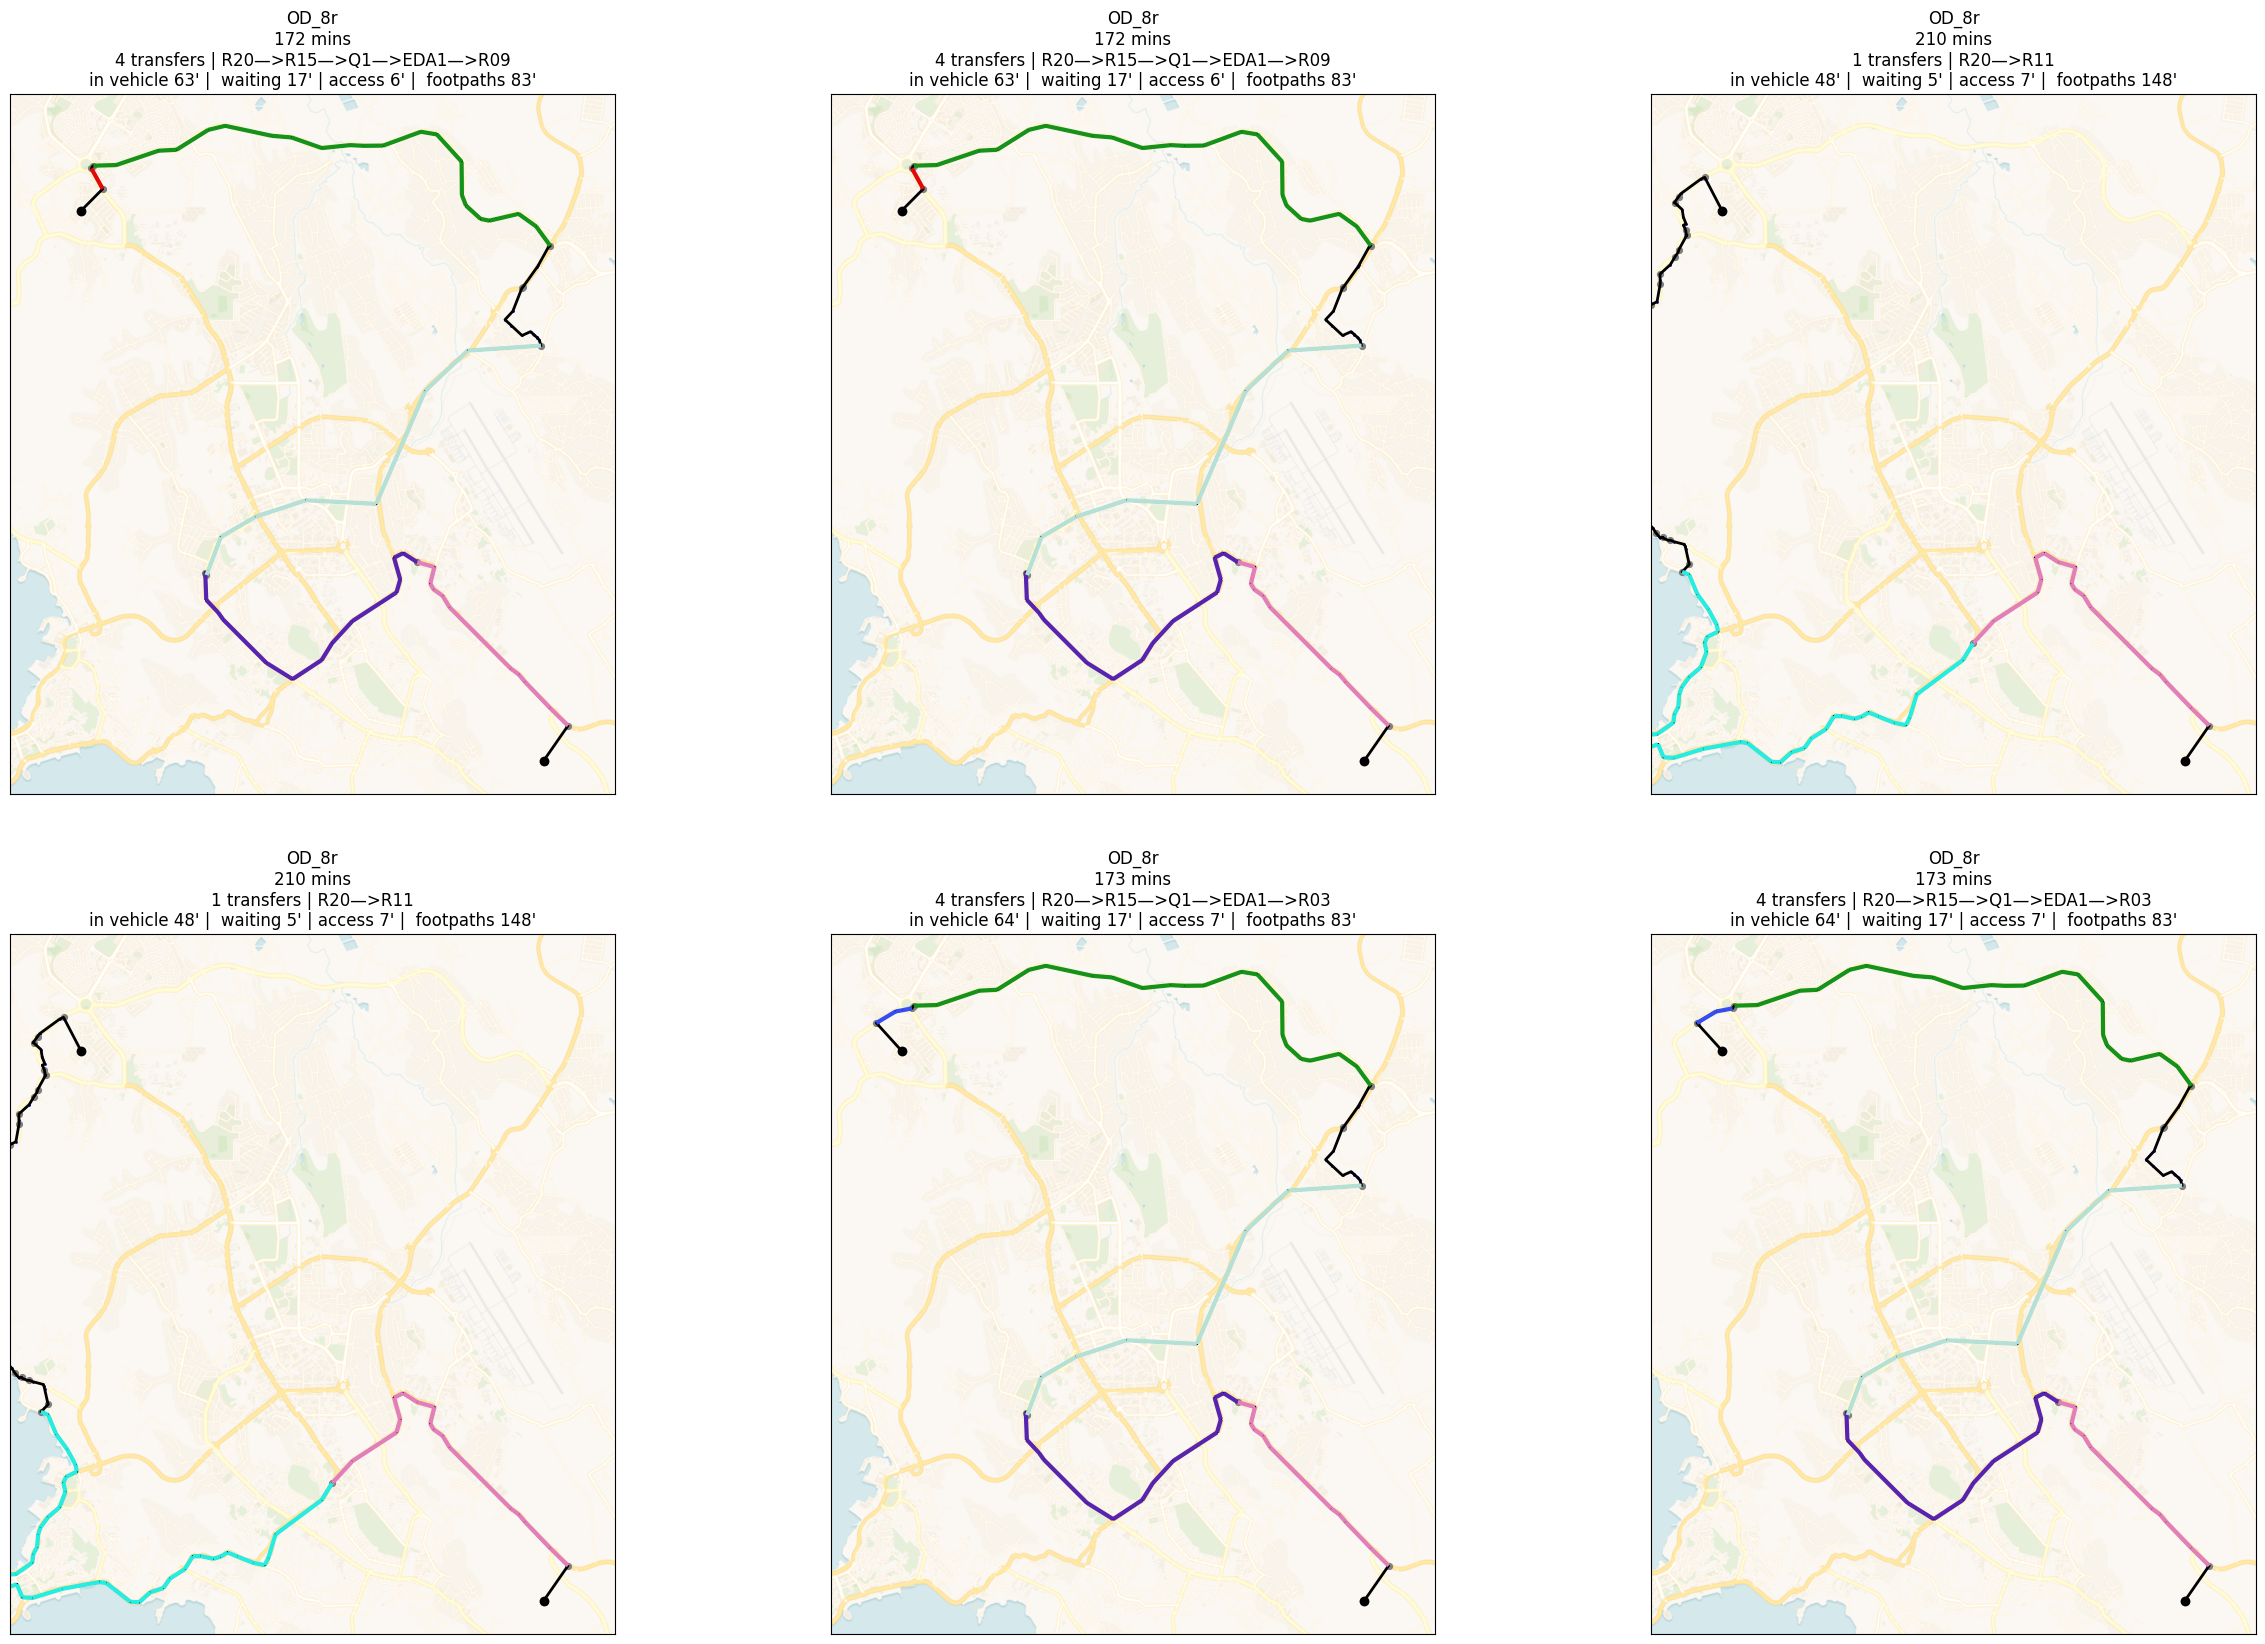 OD_8r
172 mins
4 transfers | R20—>R15—>Q1—>EDA1—>R09
in vehicle 63' |  waiting 17' | access 6' |  footpaths 83'
OD_8r
172 mins
4 transfers | R20—>R15—>Q1—>EDA1—>R09
in vehicle 63' |  waiting 17' | access 6' |  footpaths 83'
OD_8r
210 mins
1 transfers | R20—>R11
in vehicle 48' |  waiting 5' | access 7' |  footpaths 148'
OD_8r
210 mins
1 transfers | R20—>R11
in vehicle 48' |  waiting 5' | access 7' |  footpaths 148'
OD_8r
173 mins
4 transfers | R20—>R15—>Q1—>EDA1—>R03
in vehicle 64' |  waiting 17' | access 7' |  footpaths 83'
OD_8r
173 mins
4 transfers | R20—>R15—>Q1—>EDA1—>R03
in vehicle 64' |  waiting 17' | access 7' |  footpaths 83'